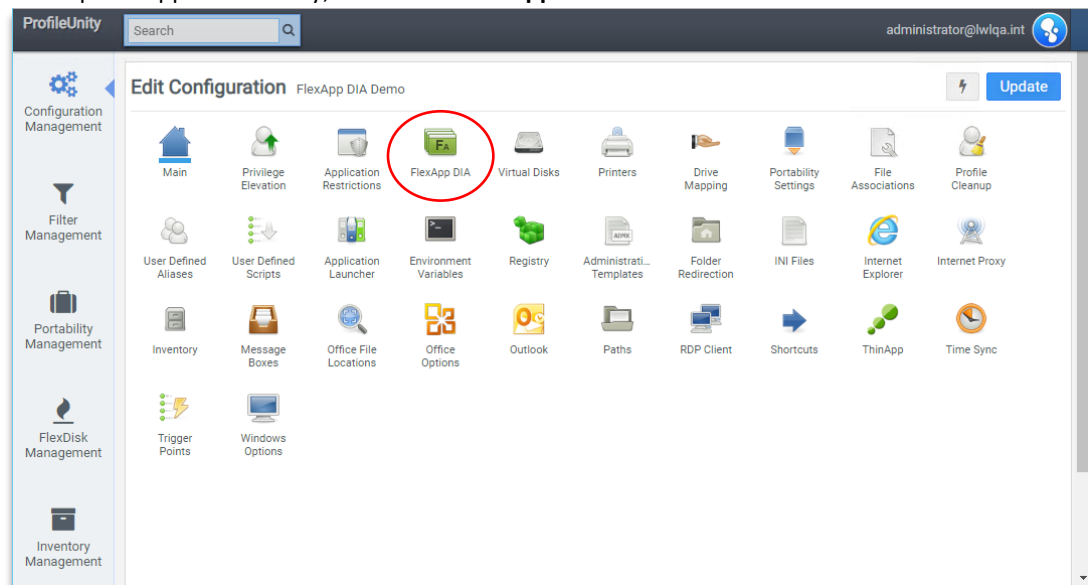 ProfileUnity
Search
administrator@lwlqa.int
Edit Configuration FlexApp DIA Demo
Update
Configuration
Management
Filter
Management
Portability
Management
FlexDisk
Management
Inventory
Management
Main
Privilege
Elevation
Application
Restrictions
FA
FlexApp DIA
Virtual Disks
Printers
Drive
Mapping
Portability
Settings
File
Associations
Profile
Cleanup
User Defined
Aliases
User Defined
Scripts
Application
Launcher
Environment
Variables
Registry
ADMX
Administrati...
Templates
Folder
Redirection
INI Files
Internet
Explorer
Internet Proxy
Inventory
Message
Boxes
Office File
Locations
Office
Options
Outlook
Paths
RDP Client
Shortcuts
ThinApp
Time Sync
Trigger
Points
Windows
Options